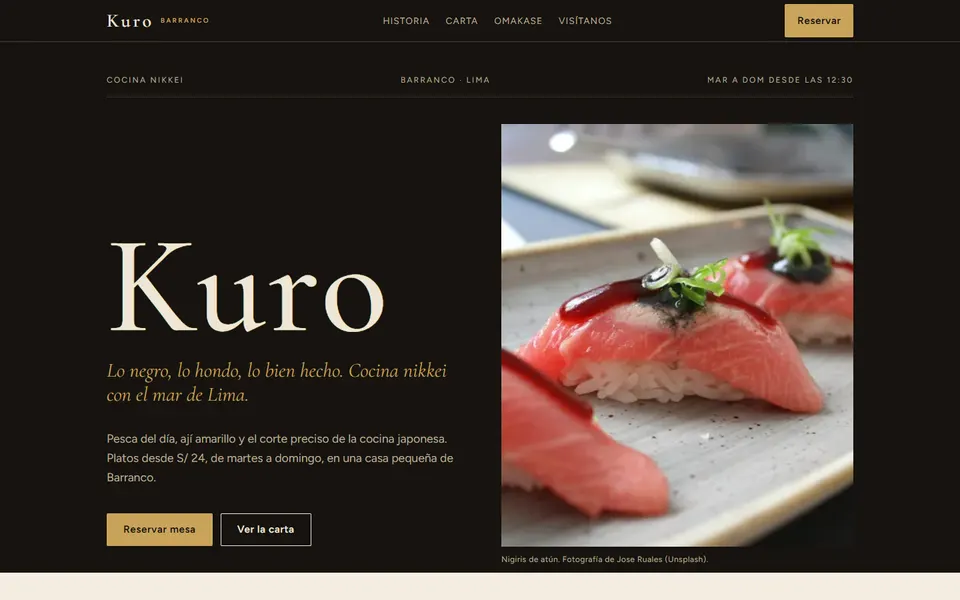 Kuro BARRANCO
HISTORIA CARTA OMAKASE VISÍTANOS
Reservar
COCINA NIKKEI
BARRANCO · LIMA
MAR A DOM DESDE LAS 12:30
Kuro
Lo negro, lo hondo, lo bien hecho. Cocina nikkei
con el mar de Lima.
Pesca del día, ají amarillo y el corte preciso de la cocina japonesa.
Platos desde S/ 24, de martes a domingo, en una casa pequeña de
Barranco.
Reservar mesa
Ver la carta
Nigiris de atún. Fotografía de Jose Ruales (Unsplash).